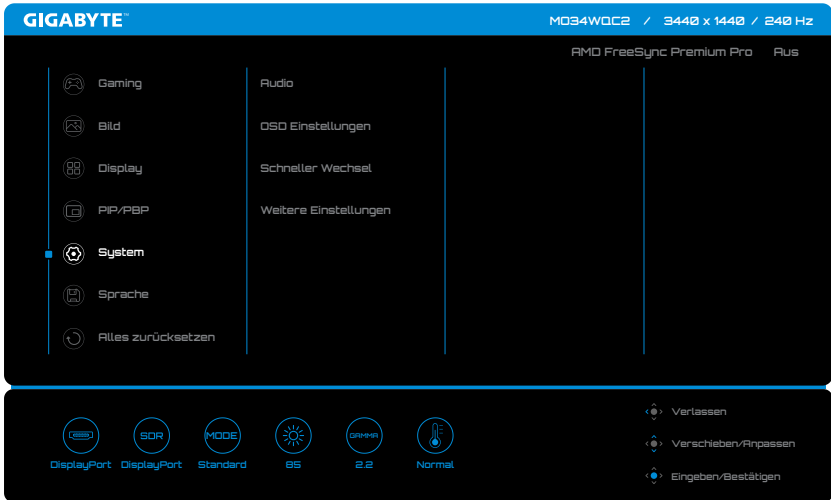 GIGABYTE™ MO34WQC2 / 3440 x 1440 / 240 Hz
AMD FreeSync Premium Pro Aus
Gaming Audio
Bild OSD Einstellungen
Display Schneller Wechsel
PIP/PBP Weitere Einstellungen
System
Sprache
Alles zurücksetzen
SDR MODE GAMMA
DisplayPort DisplayPort Standard 85 2.2 Normal
Verlassen
Verschieben/Anpassen
Eingeben/Bestätigen